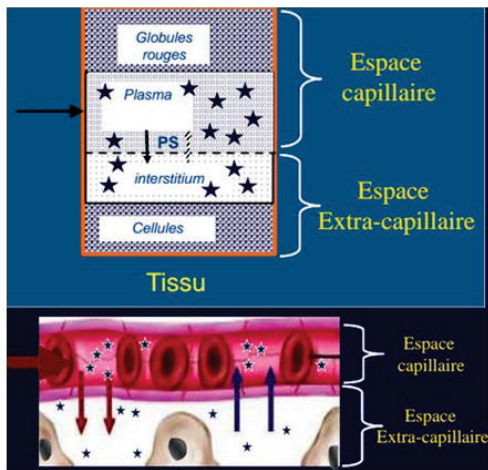 Globules
rouges
Plasma
PS
interstitium
Cellules
Espace
capillaire
Espace
Extra-capillaire
Tissu
Espace
capillaire
Espace
Extra-capillaire